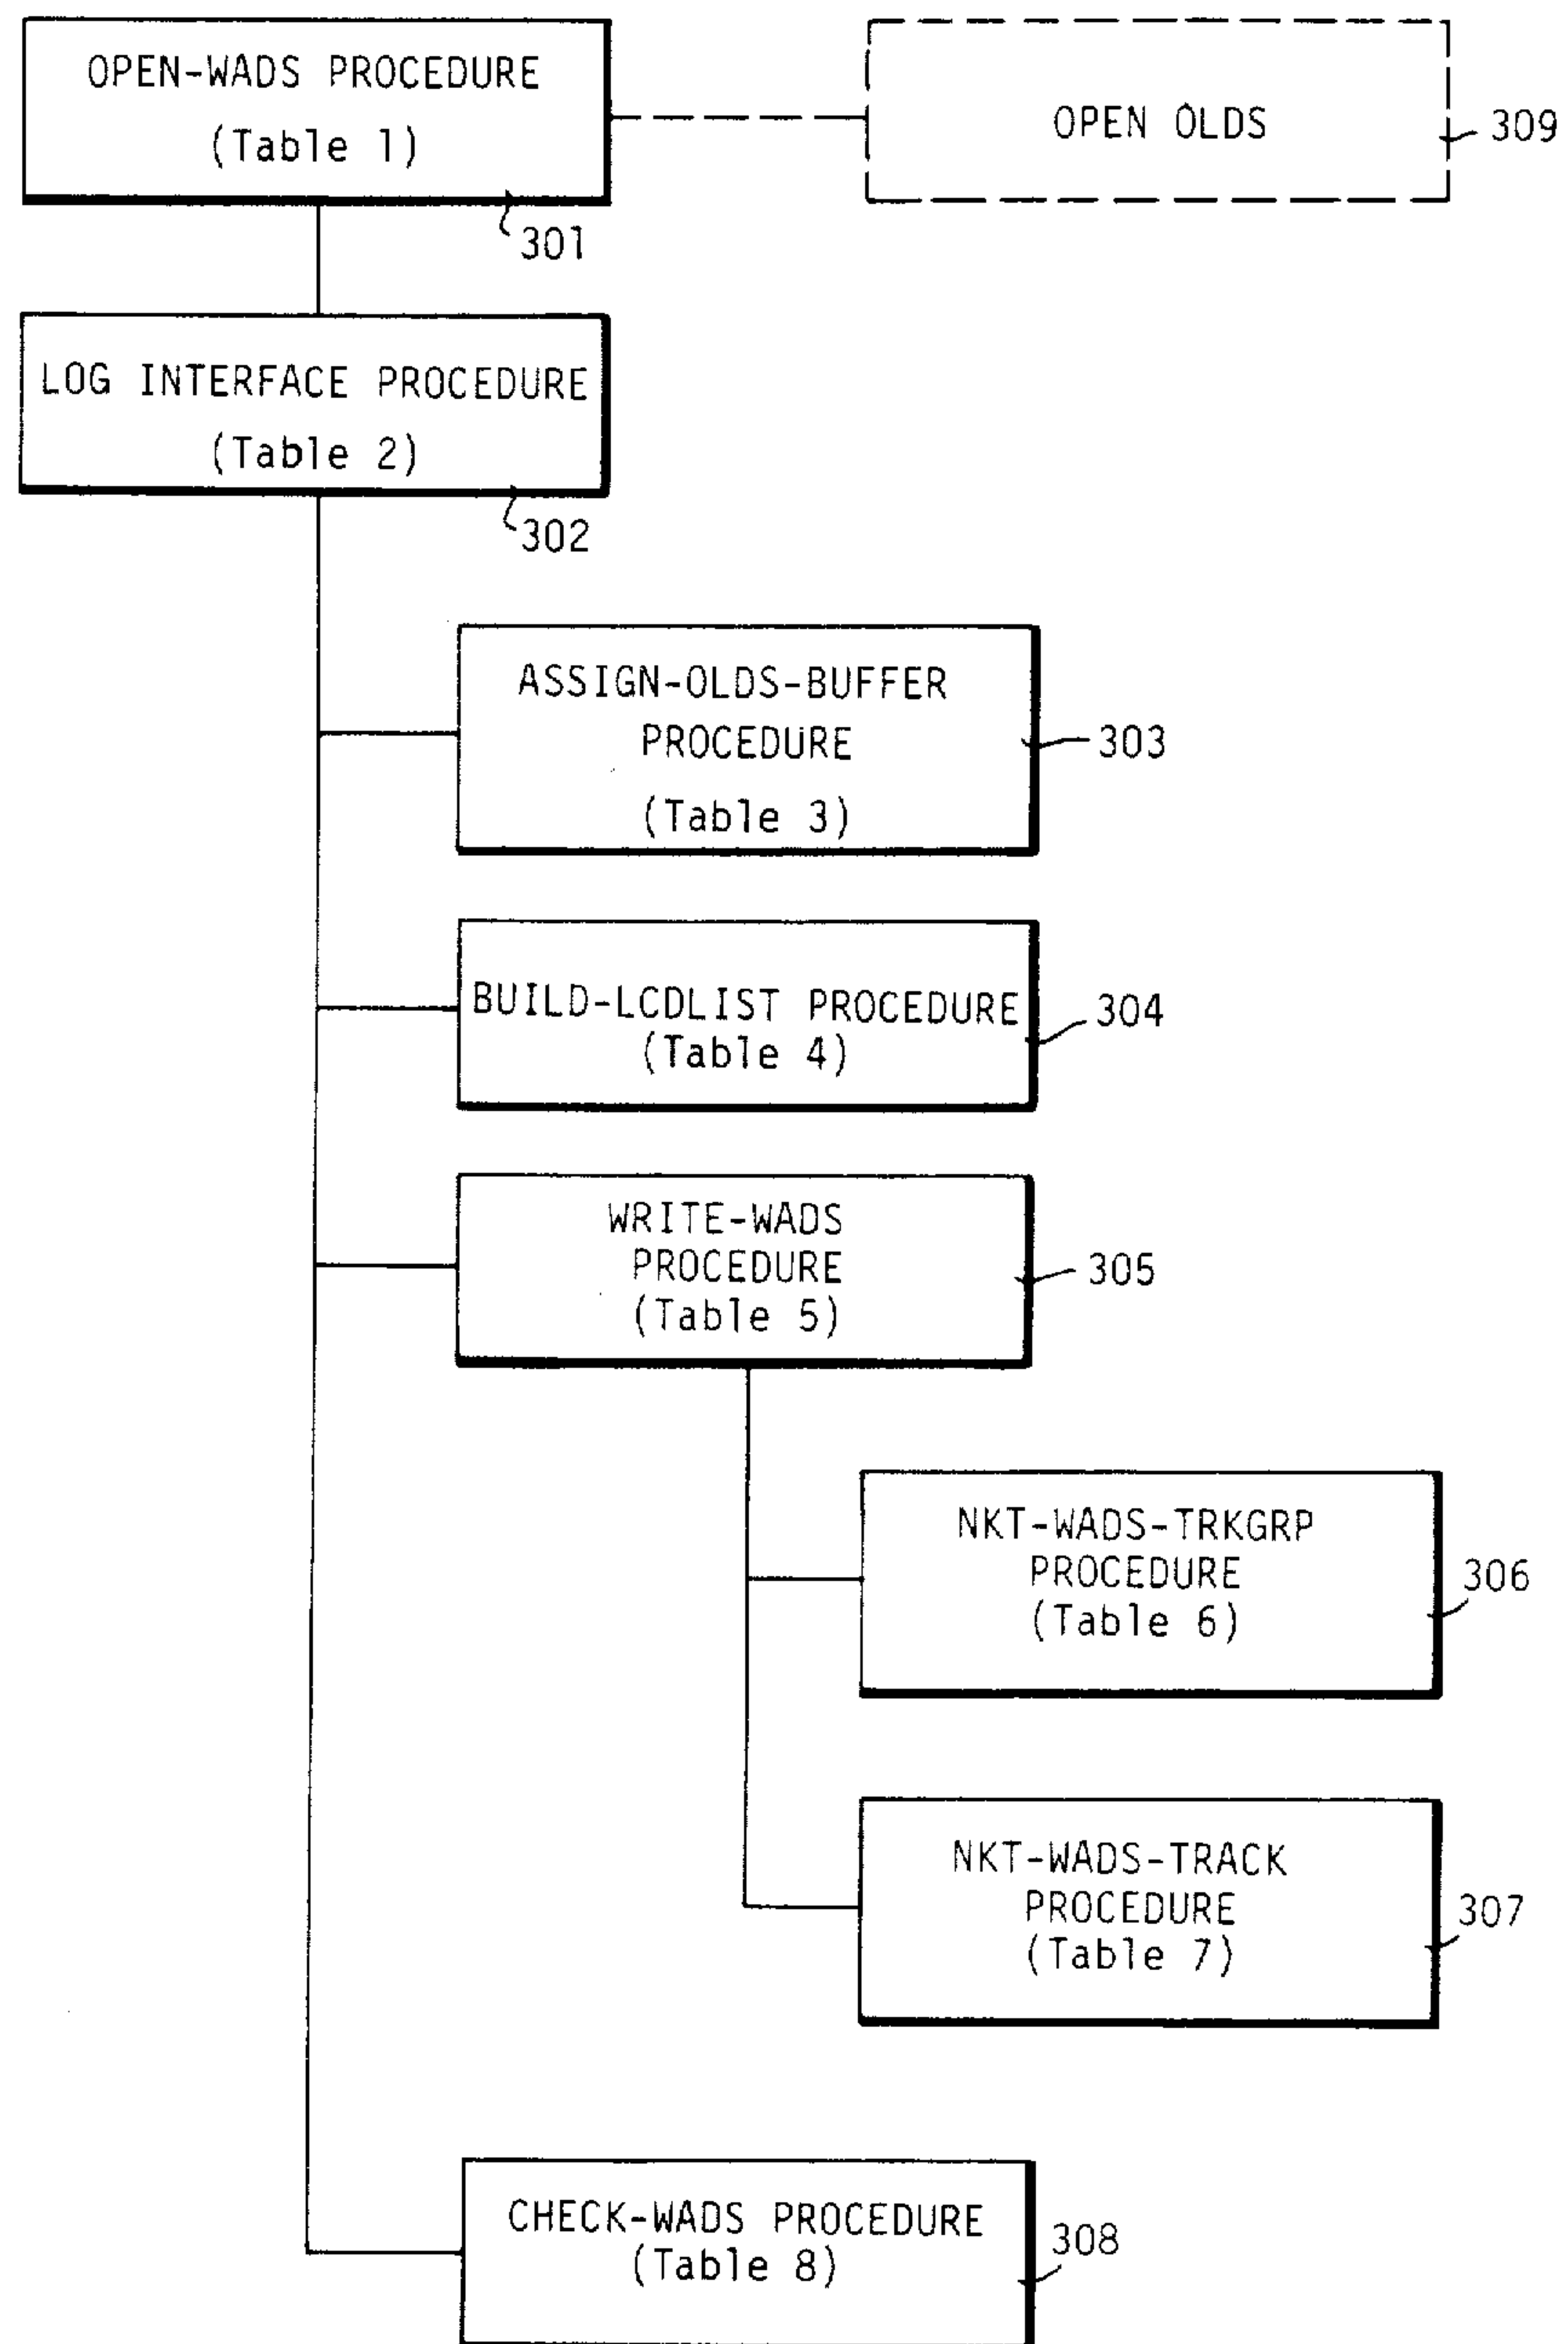 OPEN-WADS PROCEDURE
(Table 1)
301
OPEN OLDS
309
LOG INTERFACE PROCEDURE
(Table 2)
302
ASSIGN-OLDS-BUFFER
PROCEDURE
(Table 3)
303
BUILD-LCDLIST PROCEDURE
(Table 4)
304
WRITE-WADS
PROCEDURE
(Table 5)
305
NKT-WADS-TRKGRP
PROCEDURE
(Table 6)
306
NKT-WADS-TRACK
PROCEDURE
(Table 7)
307
CHECK-WADS PROCEDURE
(Table 8)
308